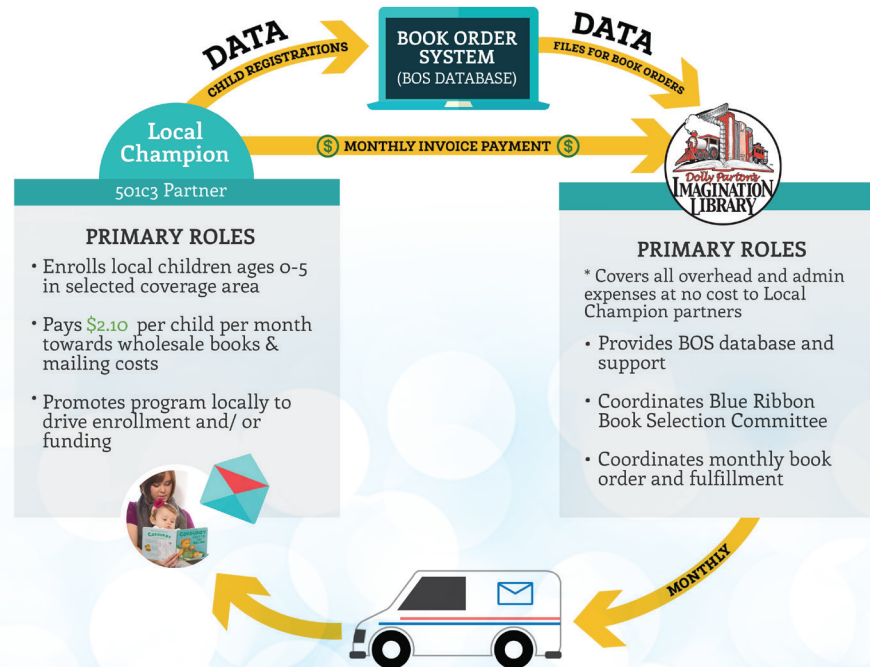 DATA
CHILD REGISTRATIONS
BOOK ORDER
SYSTEM
(BOS DATABASE)
DATA
FILES FOR BOOK ORDERS
Local
Champion
$ MONTHLY INVOICE PAYMENT $
Dolly Parton's
IMAGINATION
LIBRARY
501c3 Partner
PRIMARY ROLES
• Enrolls local children ages 0-5
in selected coverage area
• Pays $2.10 per child per month
towards wholesale books &
mailing costs
• Promotes program locally to
drive enrollment and/ or
funding
PRIMARY ROLES
* Covers all overhead and admin
expenses at no cost to Local
Champion partners
• Provides BOS database and
support
• Coordinates Blue Ribbon
Book Selection Committee
• Coordinates monthly book
order and fulfillment
MONTHLY